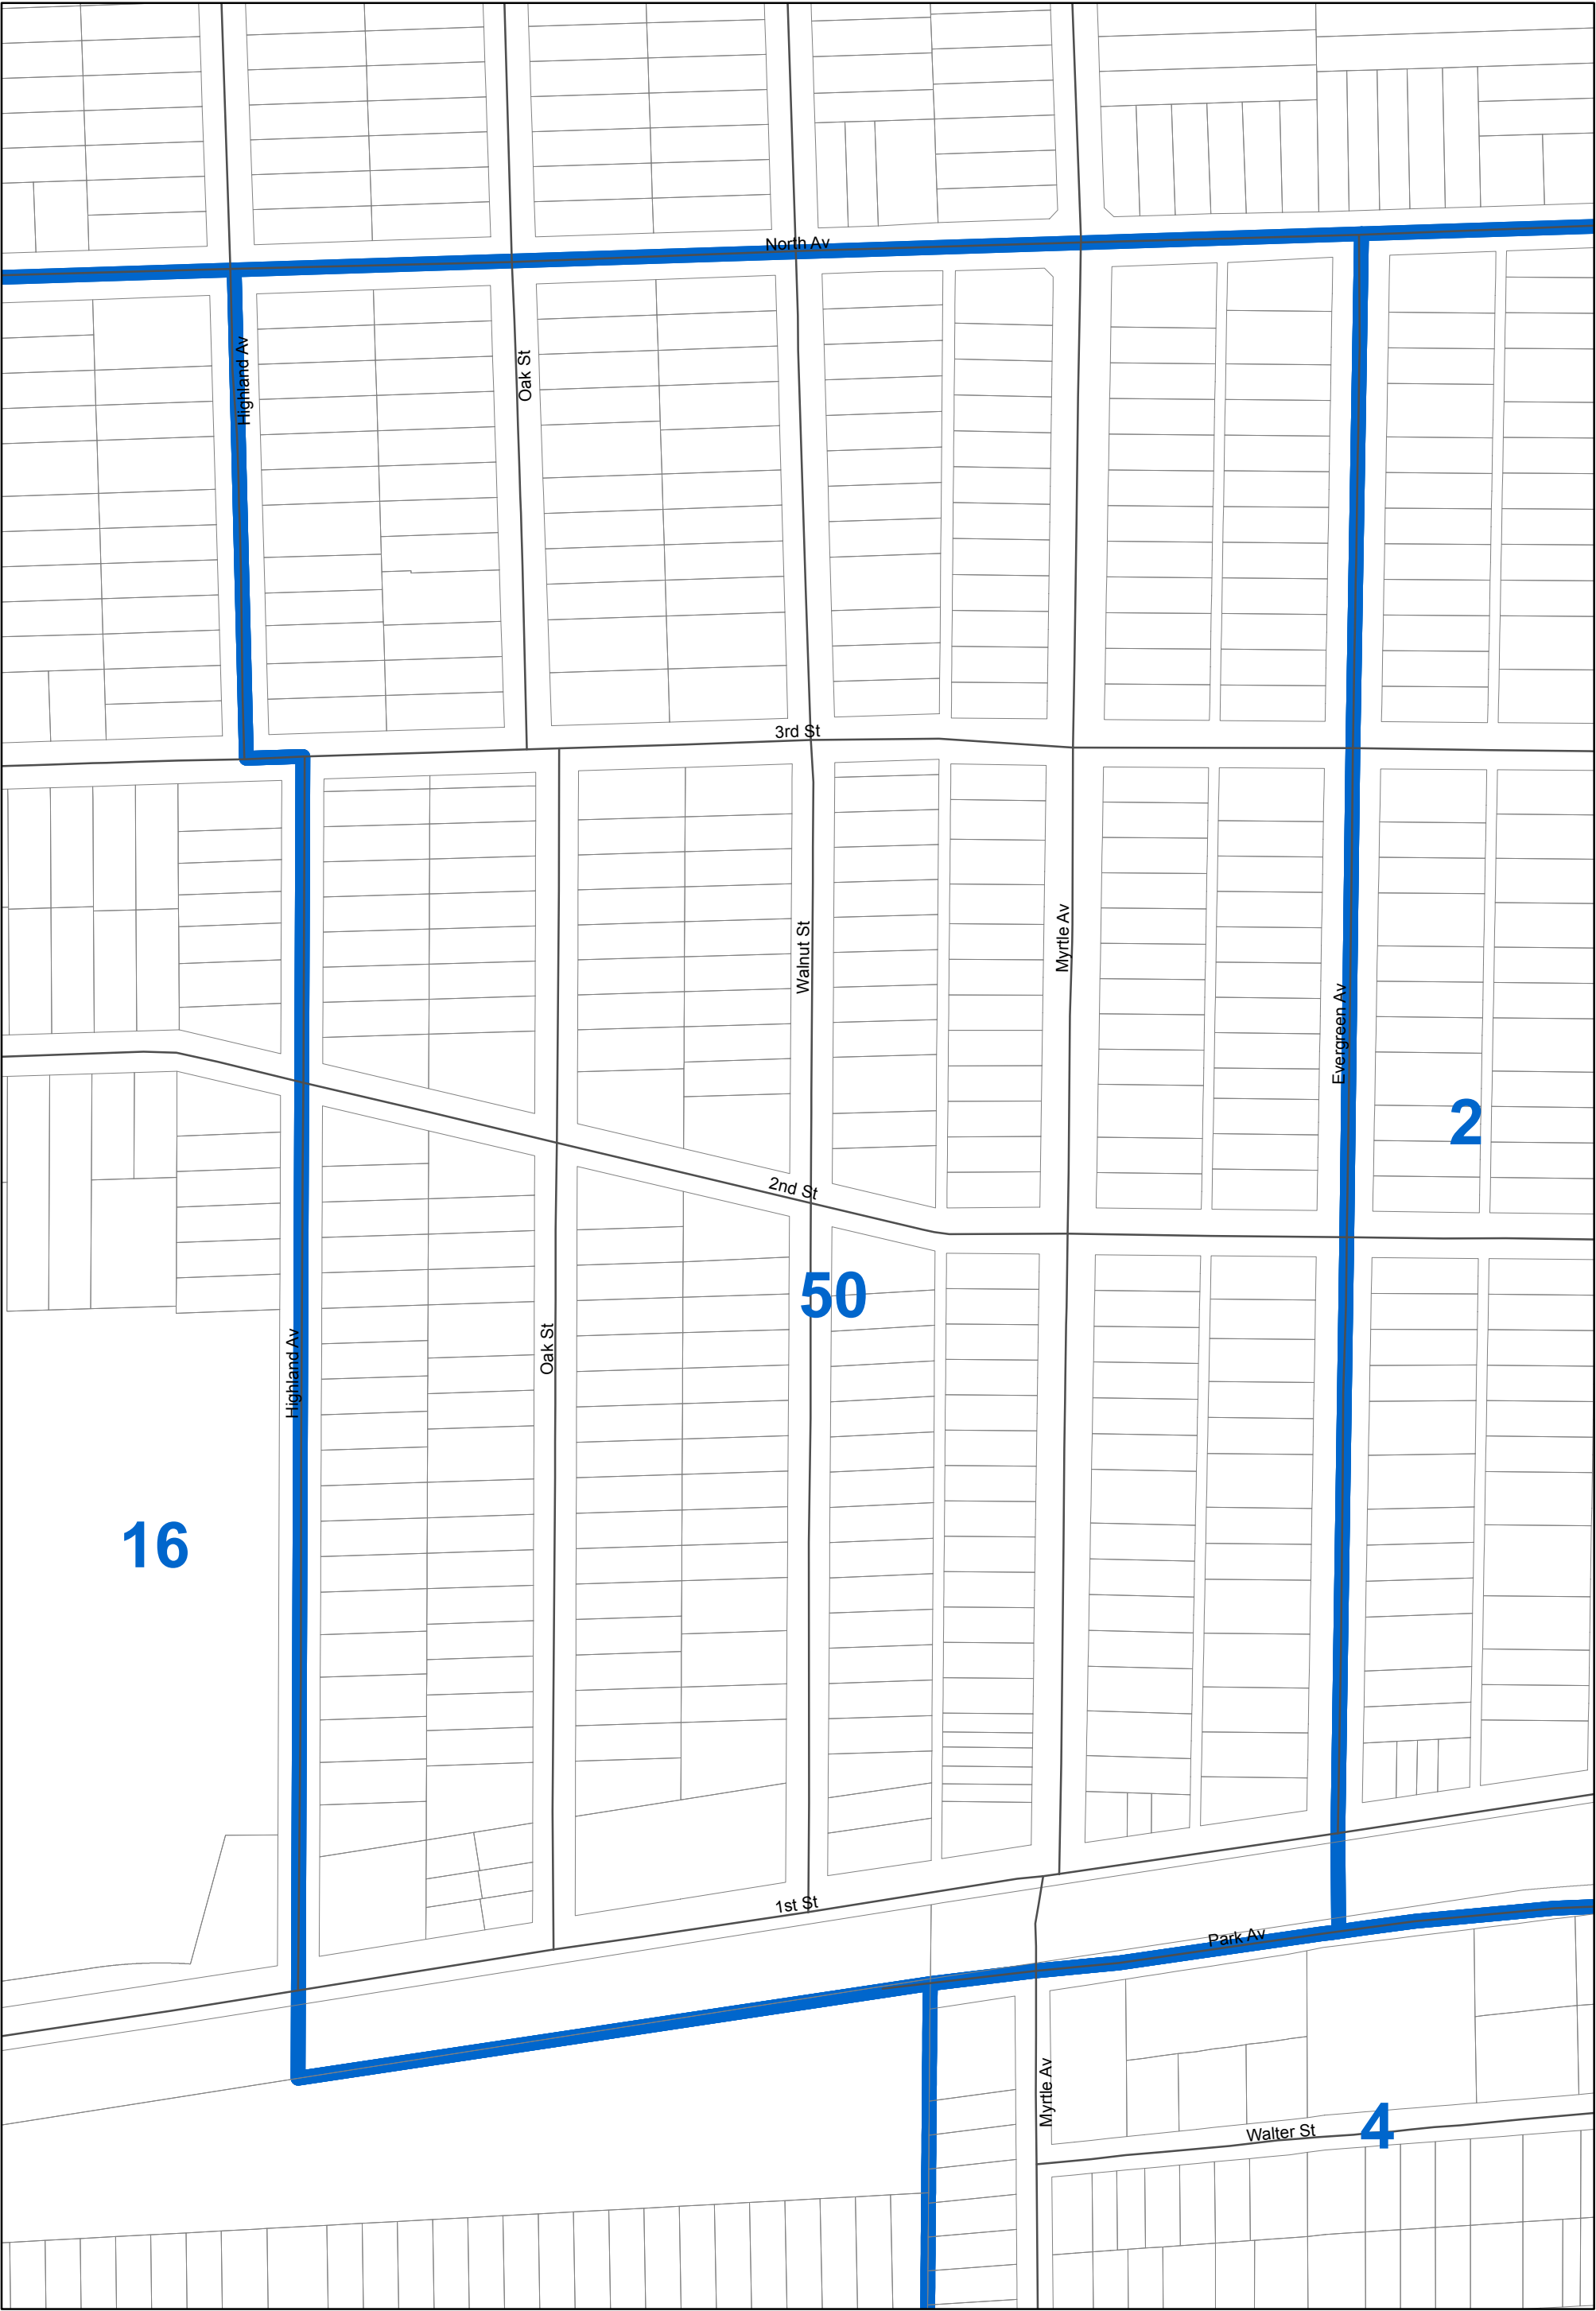 North Av
Highland Av
Oak St
3rd St
Walnut St
Myrtle Av
Evergreen Av
2
2nd St
50
Highland Av
Oak St
16
1st St
Park Av
Myrtle Av
Walter St
4